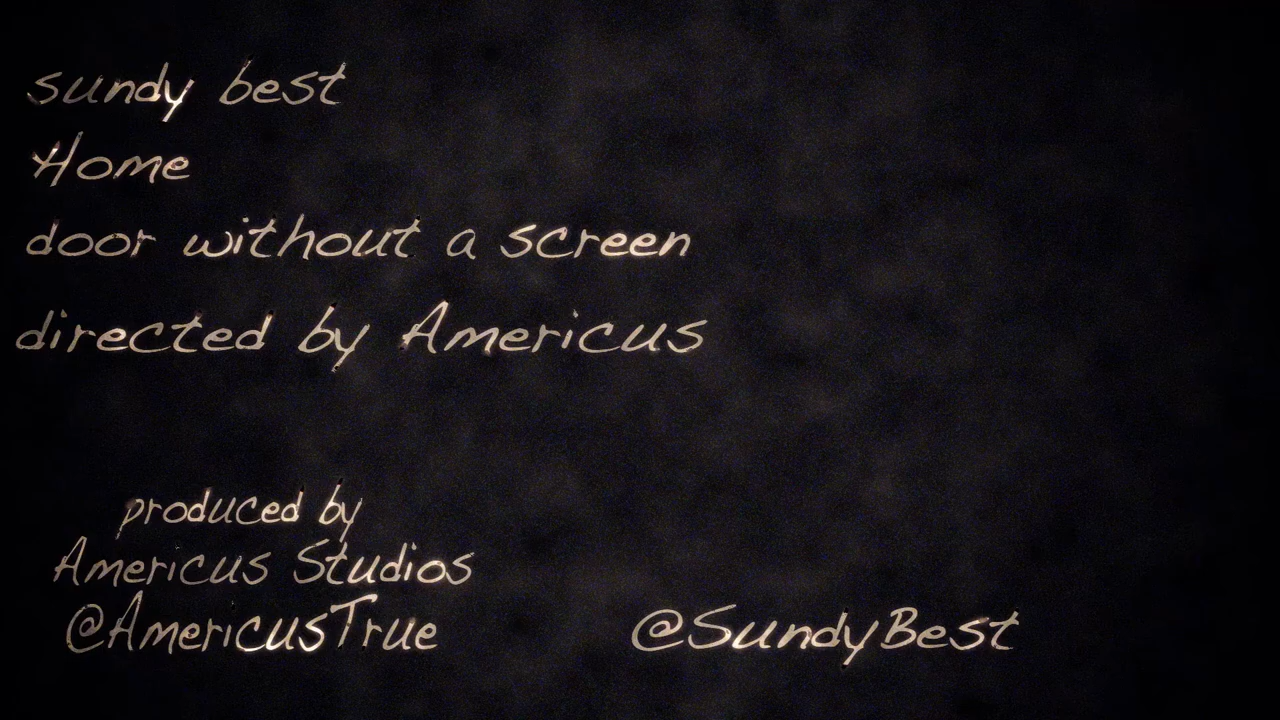 sundy best
Home
door without a screen
directed by Americus
produced by
Americus Studios
@AmericusTrue
@SundyBest